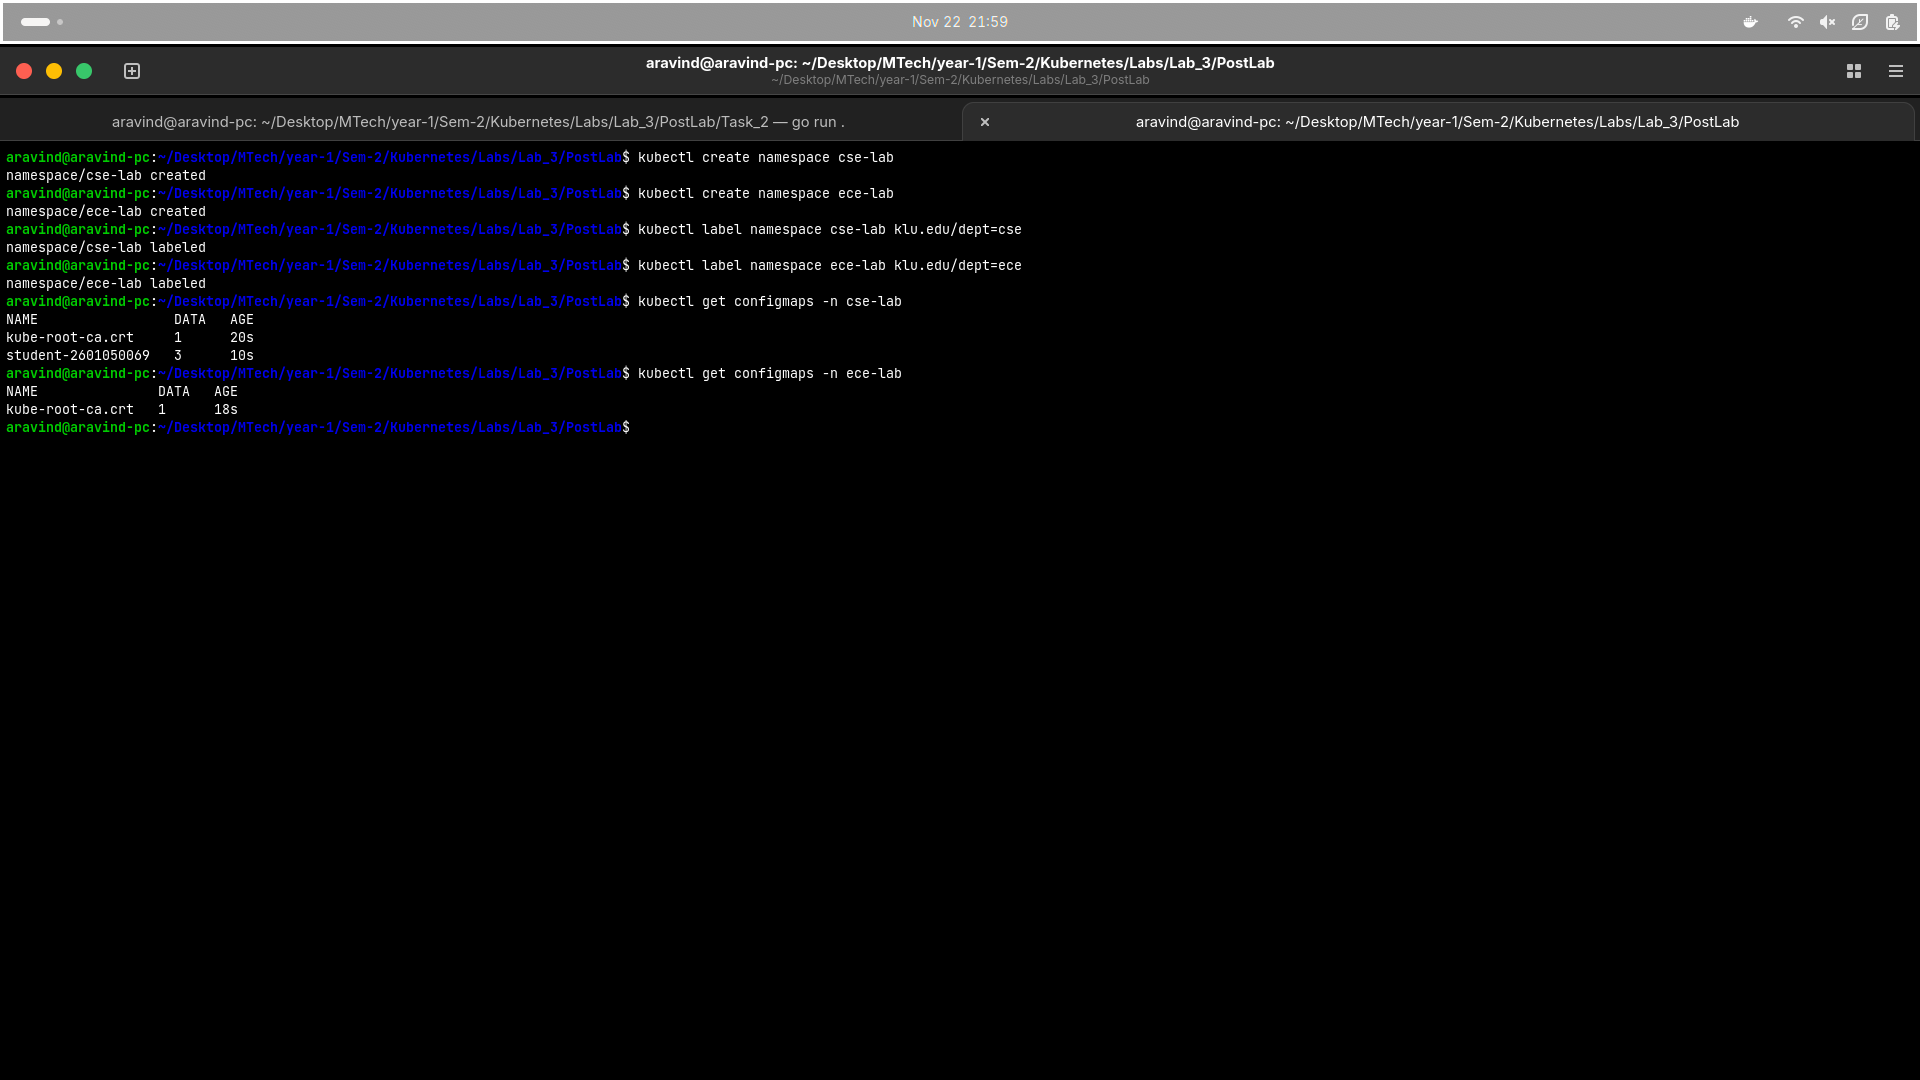 Nov 22 21:59
aravind@aravind-pc: ~/Desktop/MTech/year-1/Sem-2/Kubernetes/Labs/Lab_3/PostLab
~/Desktop/MTech/year-1/Sem-2/Kubernetes/Labs/Lab_3/PostLab
aravind@aravind-pc: ~/Desktop/MTech/year-1/Sem-2/Kubernetes/Labs/Lab_3/PostLab/Task_2 — go run .
aravind@aravind-pc: ~/Desktop/MTech/year-1/Sem-2/Kubernetes/Labs/Lab_3/PostLab
aravind@aravind-pc:~/Desktop/MTech/year-1/Sem-2/Kubernetes/Labs/Lab_3/PostLab$ kubectl create namespace cse-lab
namespace/cse-lab created
aravind@aravind-pc:~/Desktop/MTech/year-1/Sem-2/Kubernetes/Labs/Lab_3/PostLab$ kubectl create namespace ece-lab
namespace/ece-lab created
aravind@aravind-pc:~/Desktop/MTech/year-1/Sem-2/Kubernetes/Labs/Lab_3/PostLab$ kubectl label namespace cse-lab klu.edu/dept=cse
namespace/cse-lab labeled
aravind@aravind-pc:~/Desktop/MTech/year-1/Sem-2/Kubernetes/Labs/Lab_3/PostLab$ kubectl label namespace ece-lab klu.edu/dept=ece
namespace/ece-lab labeled
aravind@aravind-pc:~/Desktop/MTech/year-1/Sem-2/Kubernetes/Labs/Lab_3/PostLab$ kubectl get configmaps -n cse-lab
NAME                 DATA   AGE
kube-root-ca.crt     1      20s
student-2601050069   3      10s
aravind@aravind-pc:~/Desktop/MTech/year-1/Sem-2/Kubernetes/Labs/Lab_3/PostLab$ kubectl get configmaps -n ece-lab
NAME               DATA   AGE
kube-root-ca.crt   1      18s
aravind@aravind-pc:~/Desktop/MTech/year-1/Sem-2/Kubernetes/Labs/Lab_3/PostLab$